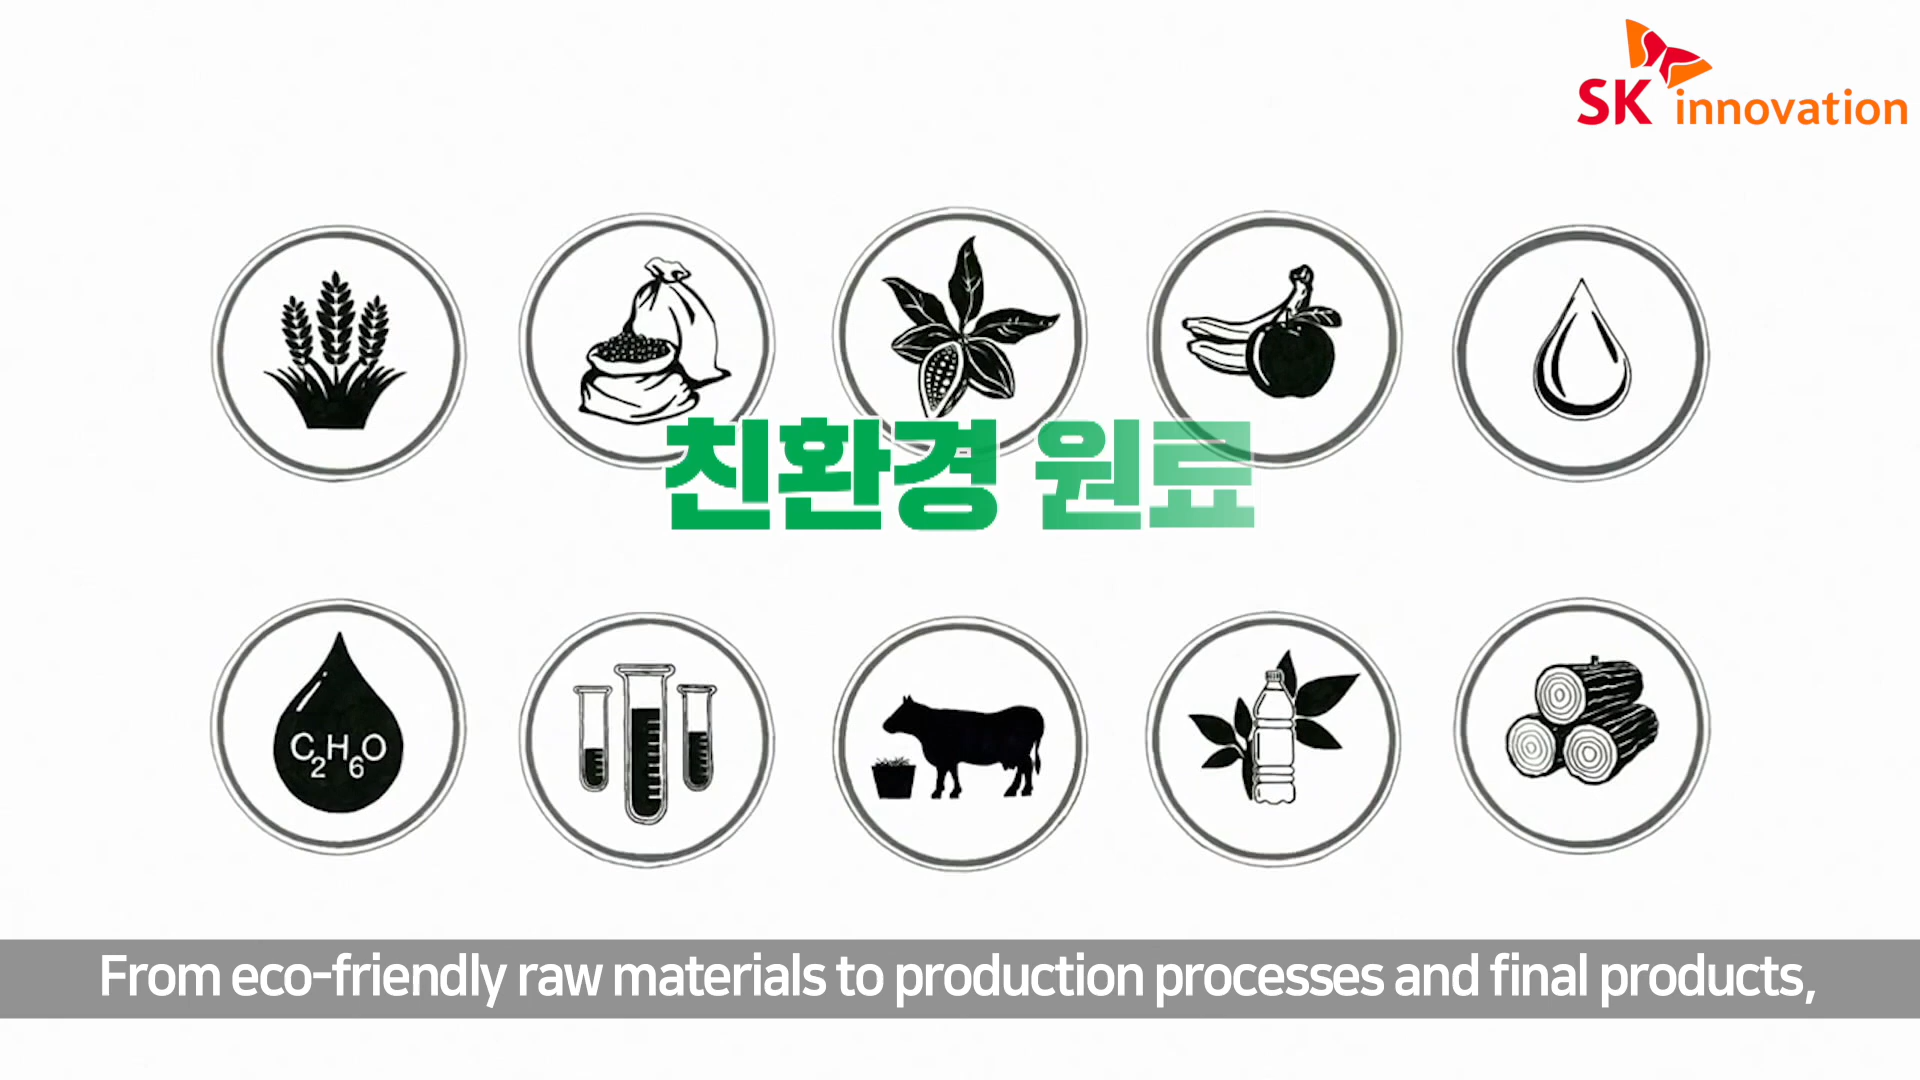 SK innovation
친환경 원료
C2H6O
From eco-friendly raw materials to production processes and final products,